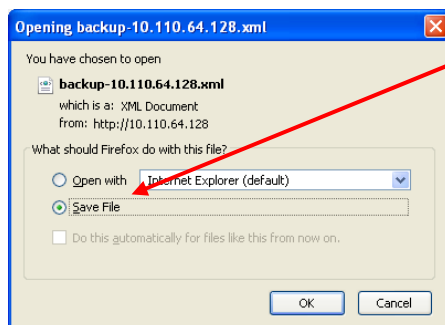 Opening backup-10.110.64.128.xml
You have chosen to open
backup-10.110.64.128.xml
which is a: XML Document
from: http://10.110.64.128
What should Firefox do with this file?
Open with Internet Explorer (default)
Save File
Do this automatically for files like this from now on.
OK Cancel